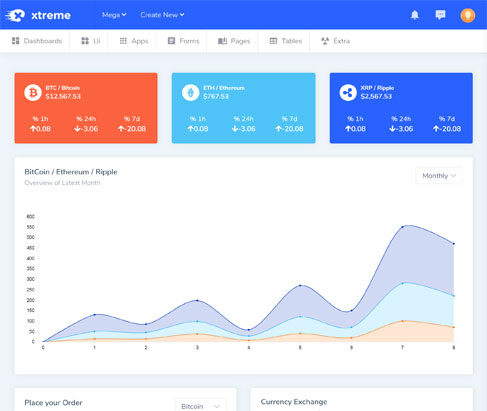 xtreme Mega Create New
Dashboards UI Apps Forms Pages Tables Extra
BTC / Bitcoin
$12,567.53
% 1h % 24h % 7d
0.08 -3.06 -20.08
ETH / Ethereum
$767.53
% 1h % 24h % 7d
0.08 -3.06 -20.08
XRP / Ripple
$2,567.53
% 1h % 24h % 7d
0.08 -3.06 -20.08
BitCoin / Ethereum / Ripple
Overview of Latest Month
Monthly
600
550
500
450
400
350
300
250
200
150
100
50
0
0 1 2 3 4 5 6 7 8
Place your Order
Bitcoin
Currency Exchange